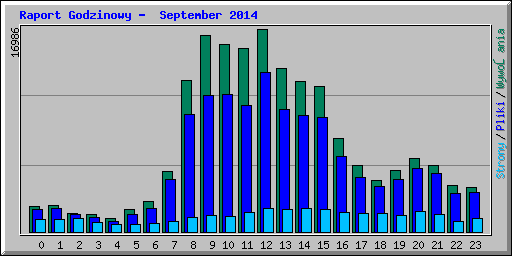 Raport Godzinowy - September 2014
16986
Strony / Pliki /
0 1 2 3 4 5 6 7 8 9 10 11 12 13 14 15 16 17 18 19 20 21 22 23